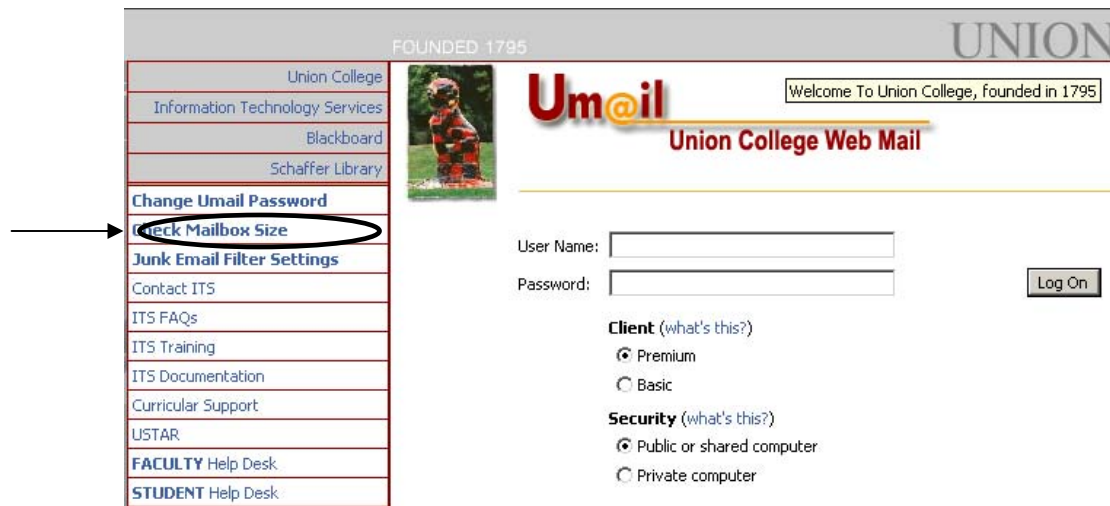 UNION
FOUNDED 1795
Union College
Information Technology Services
Blackboard
Schaffer Library
Change Umail Password
Check Mailbox Size
Junk Email Filter Settings
Contact ITS
ITS FAQs
ITS Training
ITS Documentation
Curricular Support
USTAR
FACULTY Help Desk
STUDENT Help Desk
Um@il
Union College Web Mail
Welcome To Union College, founded in 1795
User Name:
Password:
Log On
Client (what's this?)
Premium
Basic
Security (what's this?)
Public or shared computer
Private computer